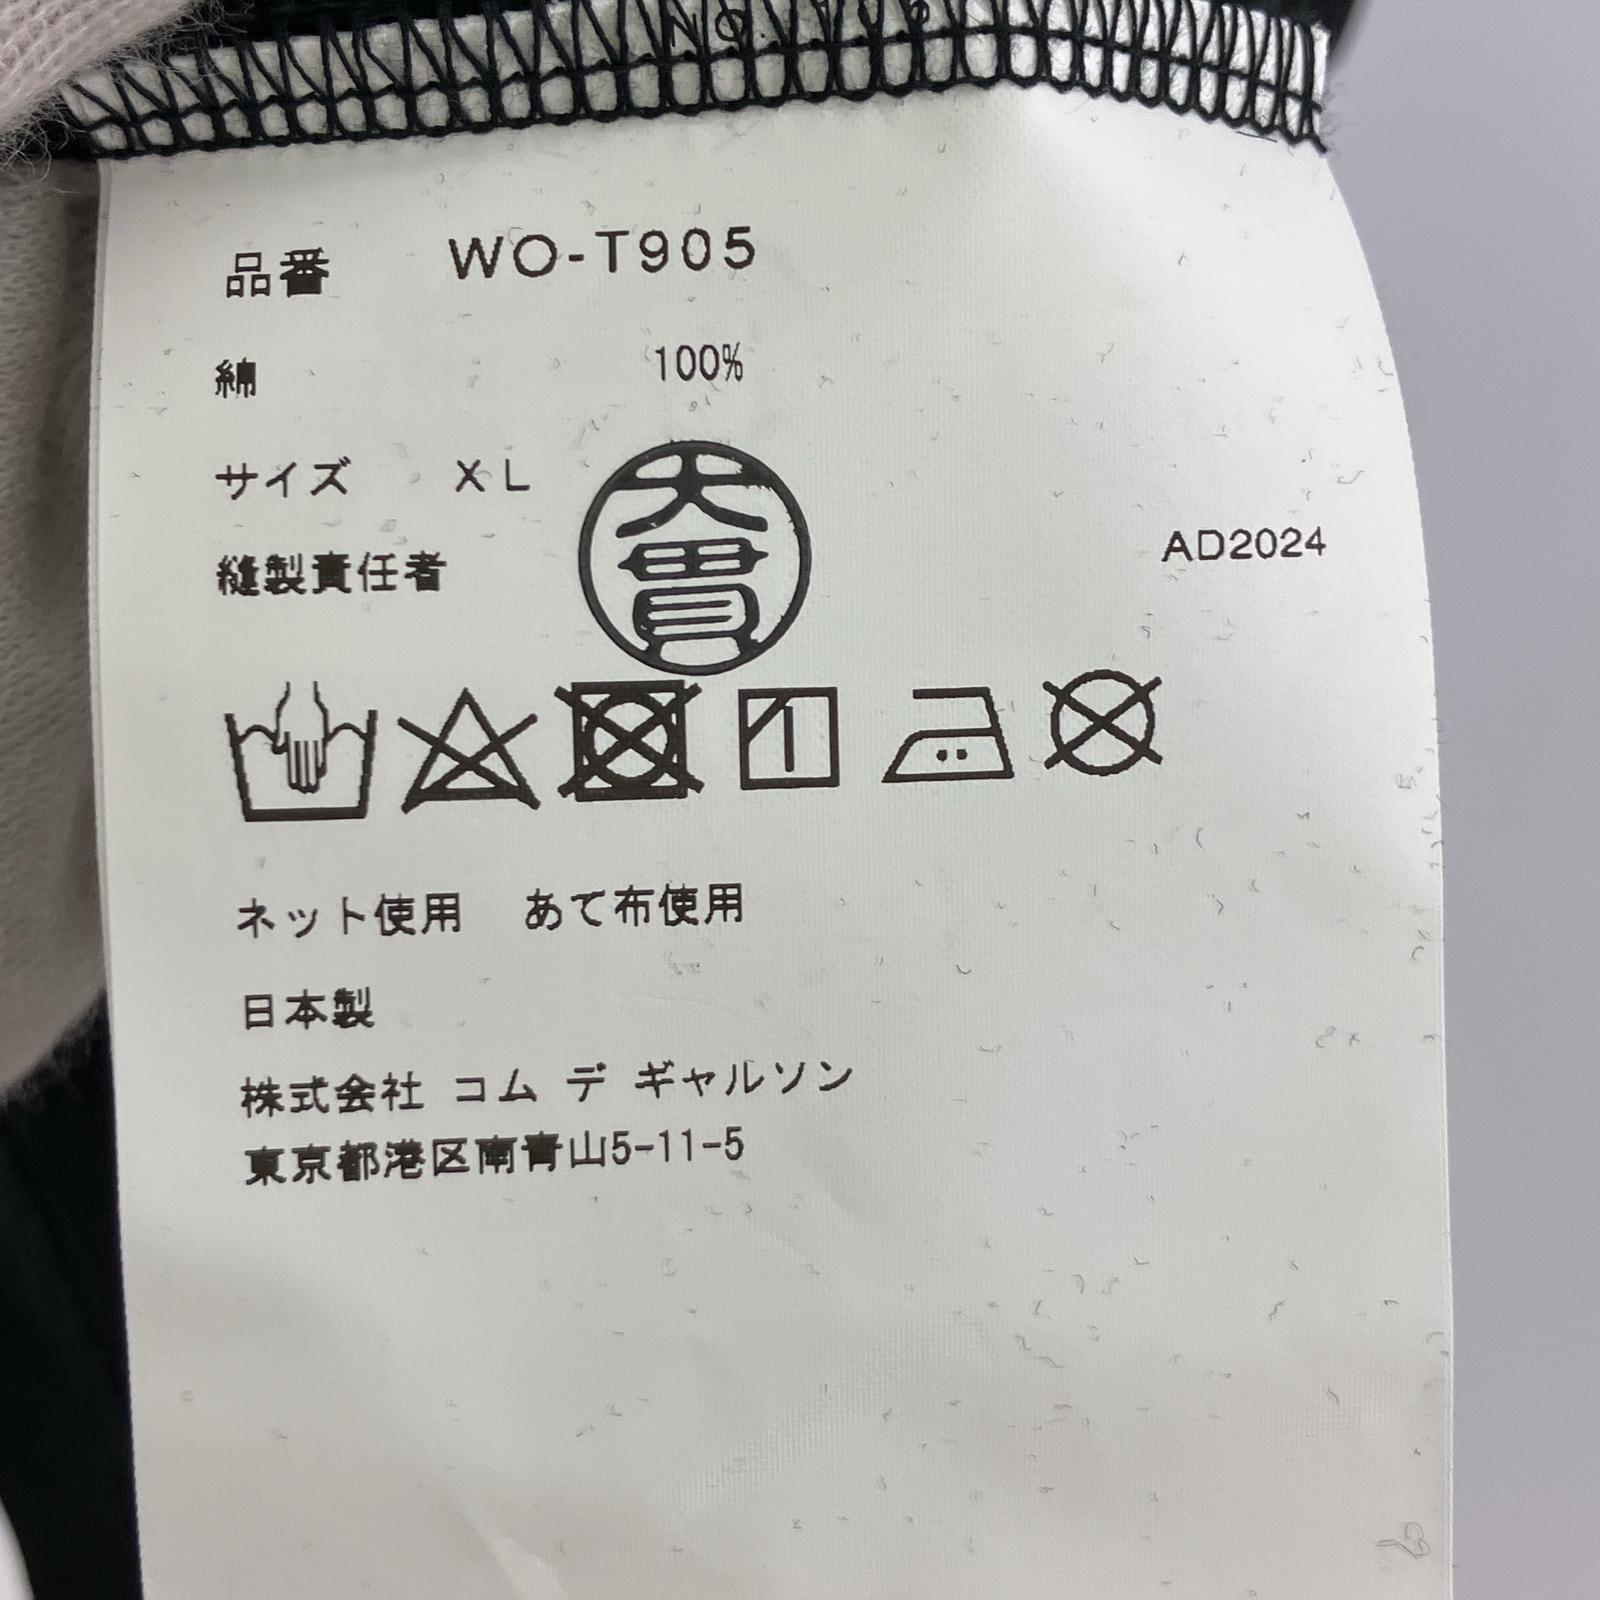 品番 WO-T905
綿 100%
サイズ XL
縫製責任者 大貫
AD2024
ネット使用 あて布使用
日本製
株式会社 コム デ ギャルソン
東京都港区南青山5-11-5